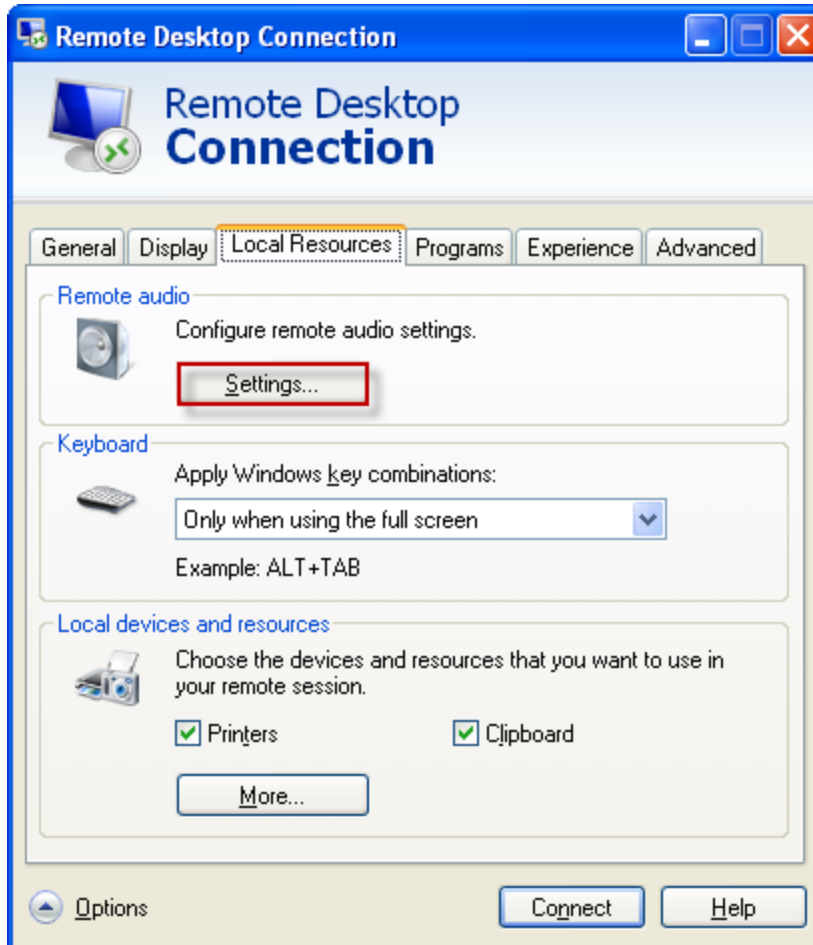 Remote Desktop Connection
Remote Desktop
Connection
General Display Local Resources Programs Experience Advanced
Remote audio
Configure remote audio settings.
Settings...
Keyboard
Apply Windows key combinations:
Only when using the full screen
Example: ALT+TAB
Local devices and resources
Choose the devices and resources that you want to use in
your remote session.
Printers Clipboard
More...
Options Connect Help